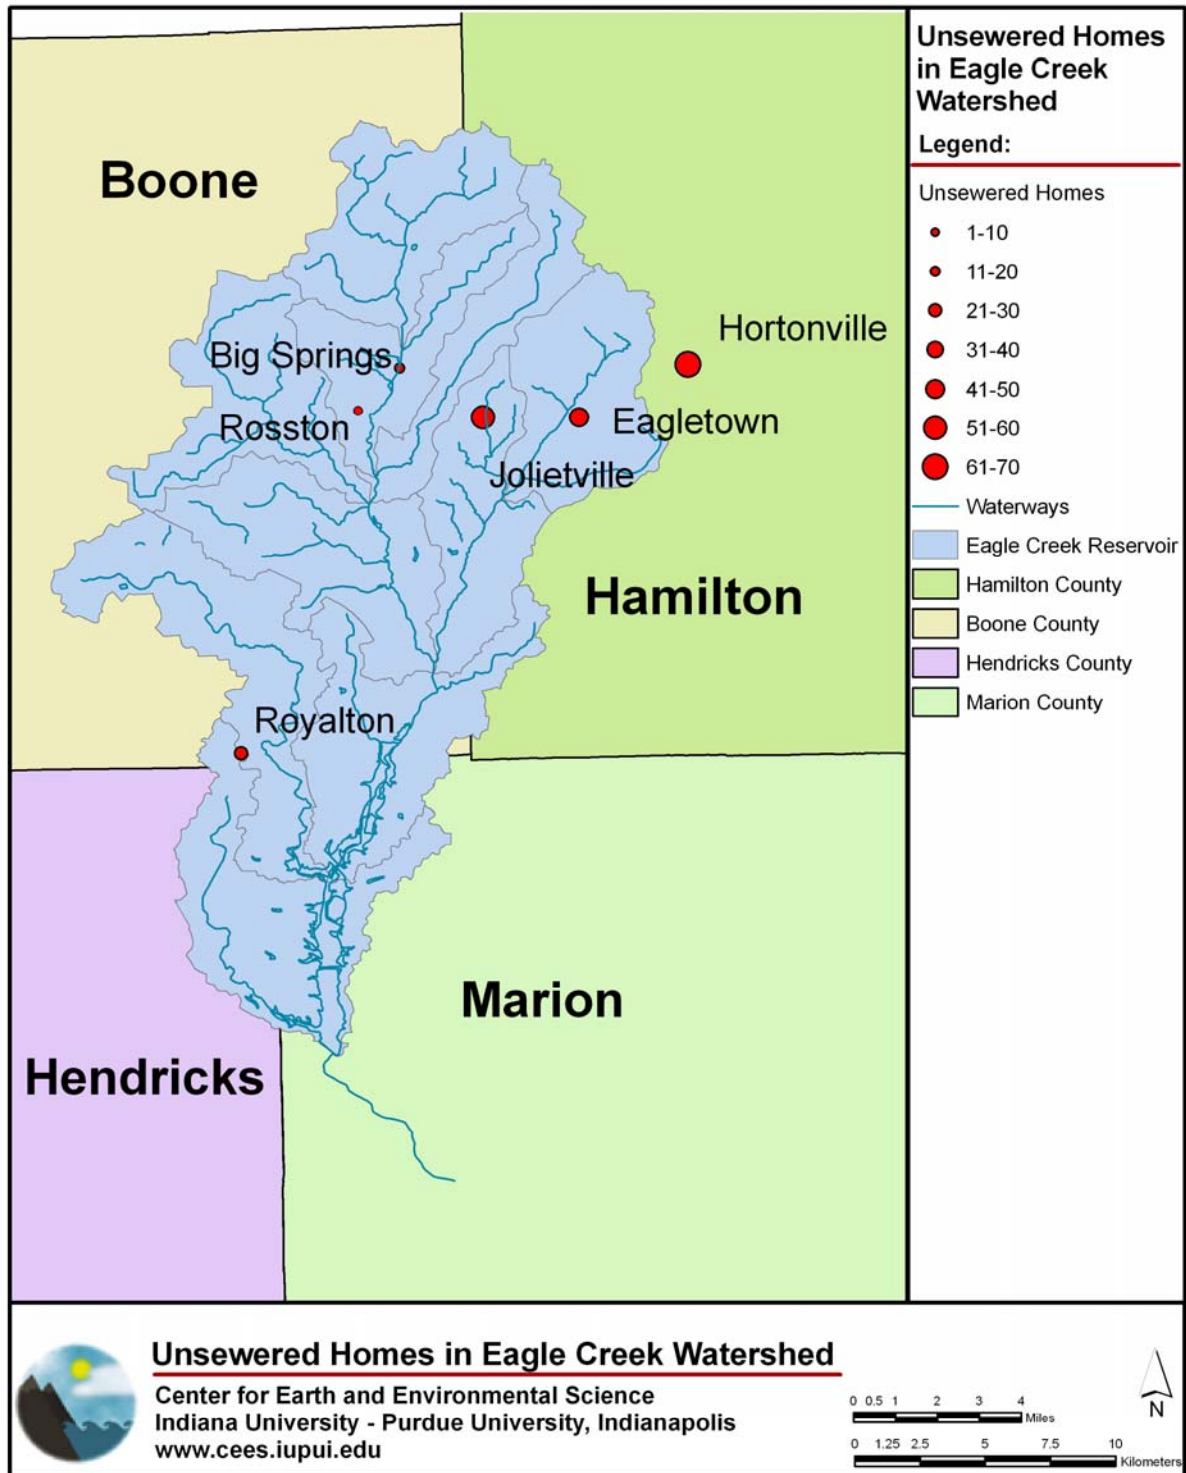 Unsewered Homes
in Eagle Creek
Watershed
Legend:
Unsewered Homes
1-10
11-20
21-30
31-40
41-50
51-60
61-70
Waterways
Eagle Creek Reservoir
Hamilton County
Boone County
Hendricks County
Marion County
Boone
Hortonville
Big Springs
Rosston
Eagletown
Jolietville
Hamilton
Royalton
Marion
Hendricks
Unsewered Homes in Eagle Creek Watershed
Center for Earth and Environmental Science
Indiana University - Purdue University, Indianapolis
www.cees.iupui.edu
0 0.5 1 2 3 4
Miles
0 1.25 2.5 5 7.5 10
Kilometers
N